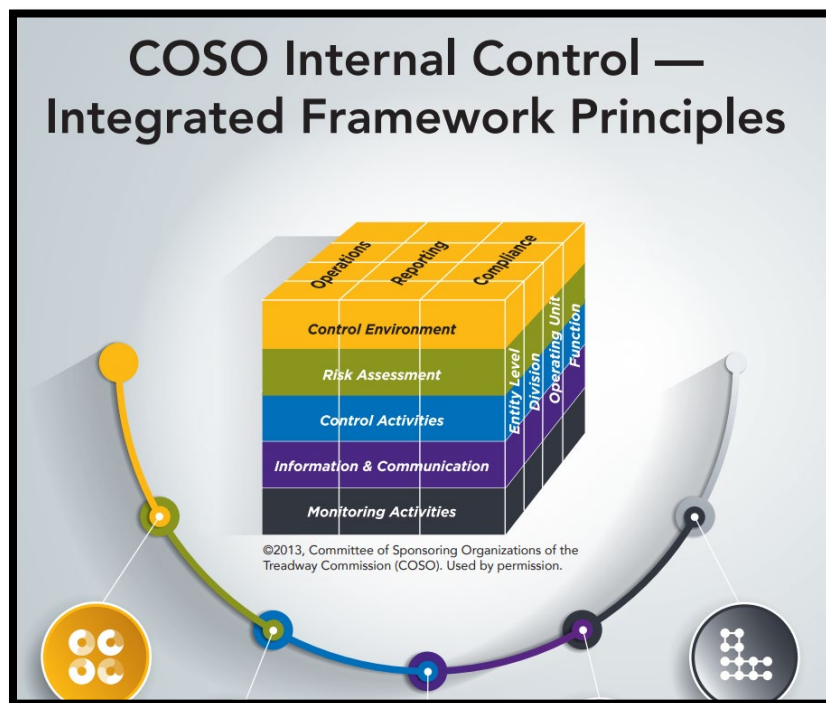 COSO Internal Control —
Integrated Framework Principles
Operations
Reporting
Compliance
Control Environment
Risk Assessment
Control Activities
Information & Communication
Monitoring Activities
Entity Level
Division
Operating Unit
Function
©2013, Committee of Sponsoring Organizations of the
Treadway Commission (COSO). Used by permission.